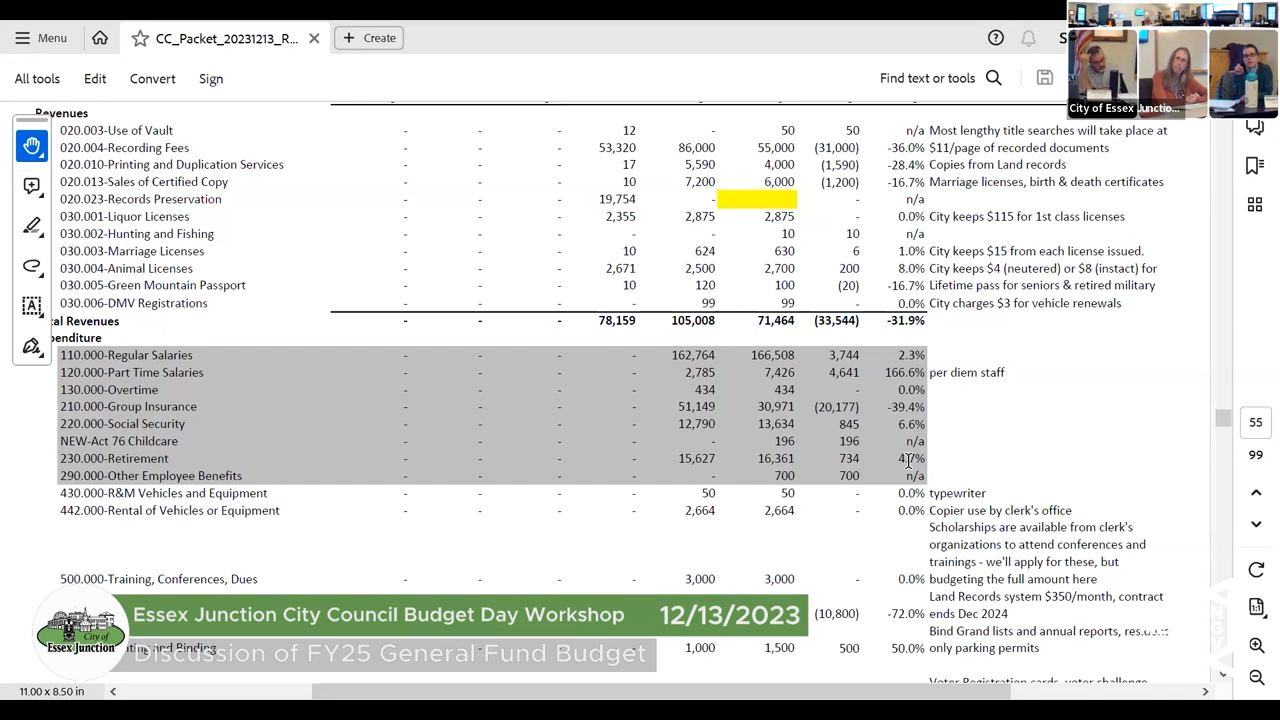 Menu
CC_Packet_20231213_R...
Create
All tools
Edit
Convert
Sign
Find text or tools
City of Essex Junctio...
Revenues
020.003-Use of Vault - - - 12 - 50 50 n/a Most lengthy title searches will take place at
020.004-Recording Fees - - - 53,320 86,000 55,000 (31,000) -36.0% $11/page of recorded documents
020.010-Printing and Duplication Services - - - 17 5,590 4,000 (1,590) -28.4% Copies from Land records
020.013-Sales of Certified Copy - - - 10 7,200 6,000 (1,200) -16.7% Marriage licenses, birth & death certificates
020.023-Records Preservation - - - 19,754 - - n/a
030.001-Liquor Licenses - - - 2,355 2,875 2,875 - 0.0% City keeps $115 for 1st class licenses
030.002-Hunting and Fishing - - - - - 10 10 n/a
030.003-Marriage Licenses - - - 10 624 630 6 1.0% City keeps $15 from each license issued.
030.004-Animal Licenses - - - 2,671 2,500 2,700 200 8.0% City keeps $4 (neutered) or $8 (instact) for
030.005-Green Mountain Passport - - - 10 120 100 (20) -16.7% Lifetime pass for seniors & retired military
030.006-DMV Registrations - - - - 99 99 - 0.0% City charges $3 for vehicle renewals
tal Revenues - - - 78,159 105,008 71,464 (33,544) -31.9%
penditure
110.000-Regular Salaries - - - - 162,764 166,508 3,744 2.3%
120.000-Part Time Salaries - - - - 2,785 7,426 4,641 166.6% per diem staff
130.000-Overtime - - - - 434 434 - 0.0%
210.000-Group Insurance - - - - 51,149 30,971 (20,177) -39.4%
220.000-Social Security - - - - 12,790 13,634 845 6.6%
NEW-Act 76 Childcare - - - - - 196 196 n/a
230.000-Retirement - - - - 15,627 16,361 734 4.7%
290.000-Other Employee Benefits - - - - - 700 700 n/a
430.000-R&M Vehicles and Equipment - - - - 50 50 - 0.0% typewriter
442.000-Rental of Vehicles or Equipment - - - - 2,664 2,664 - 0.0% Copier use by clerk's office
Scholarships are available from clerk's
organizations to attend conferences and
trainings - we'll apply for these, but
500.000-Training, Conferences, Dues - - - - 3,000 3,000 - 0.0% budgeting the full amount here
Land Records system $350/month, contract
(10,800) -72.0% ends Dec 2024
Bind Grand lists and annual reports,
ting and Binding - 1,000 1,500 500 50.0% only parking permits
Voter Registration cards, voter challenge
Essex Junction City Council Budget Day Workshop 12/13/2023
Discussion of FY25 General Fund Budget
City of
Essex Junction
55
99
1:1
11.00 x 8.50 in